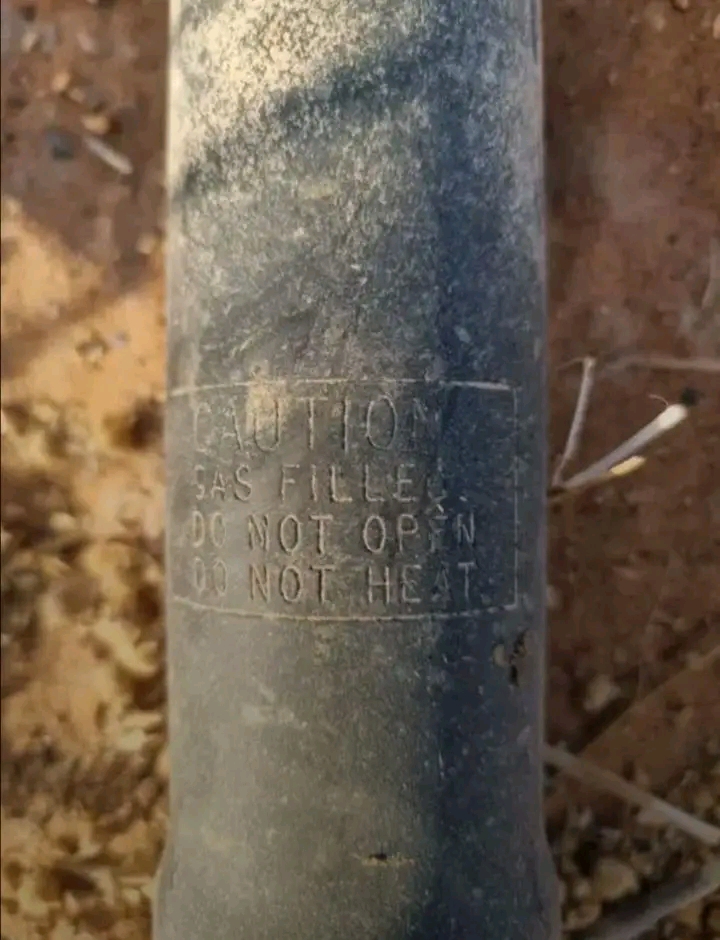 CAUTION
GAS FILLED.
DO NOT OPEN
DO NOT HEAT.